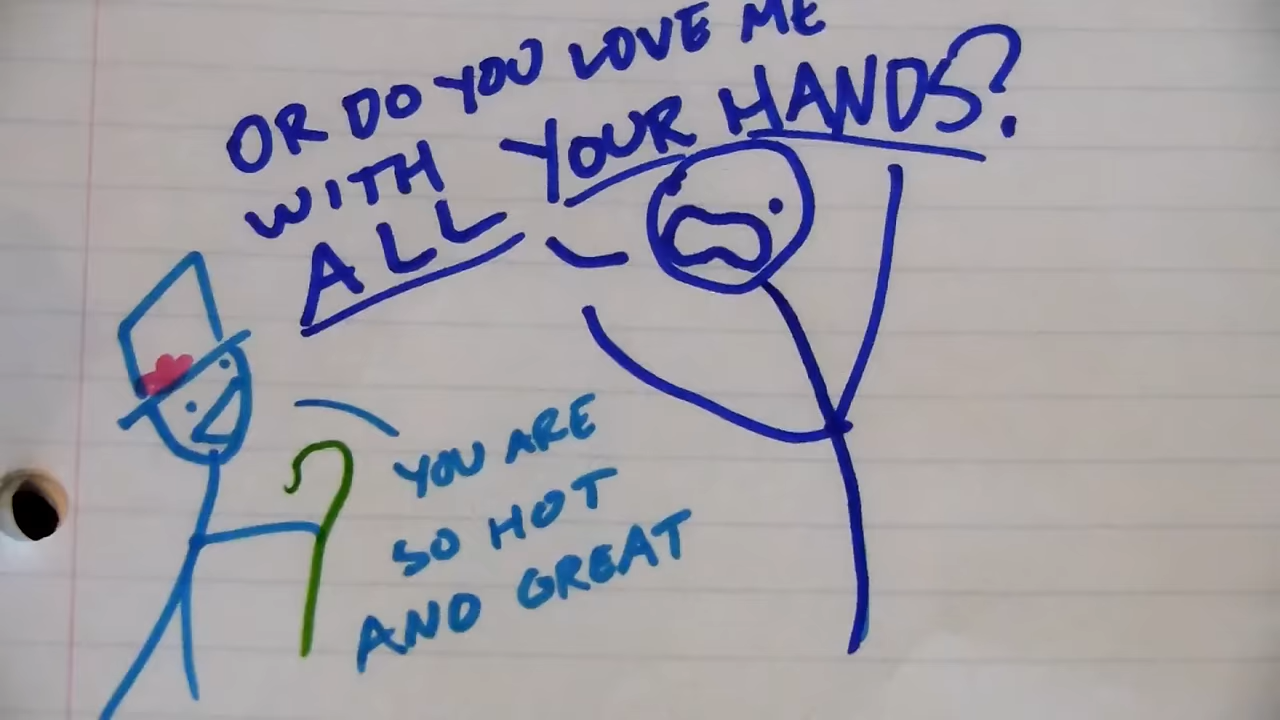 OR DO YOU LOVE ME
WITH YOUR HANDS?
ALL
YOU ARE
SO HOT
AND GREAT